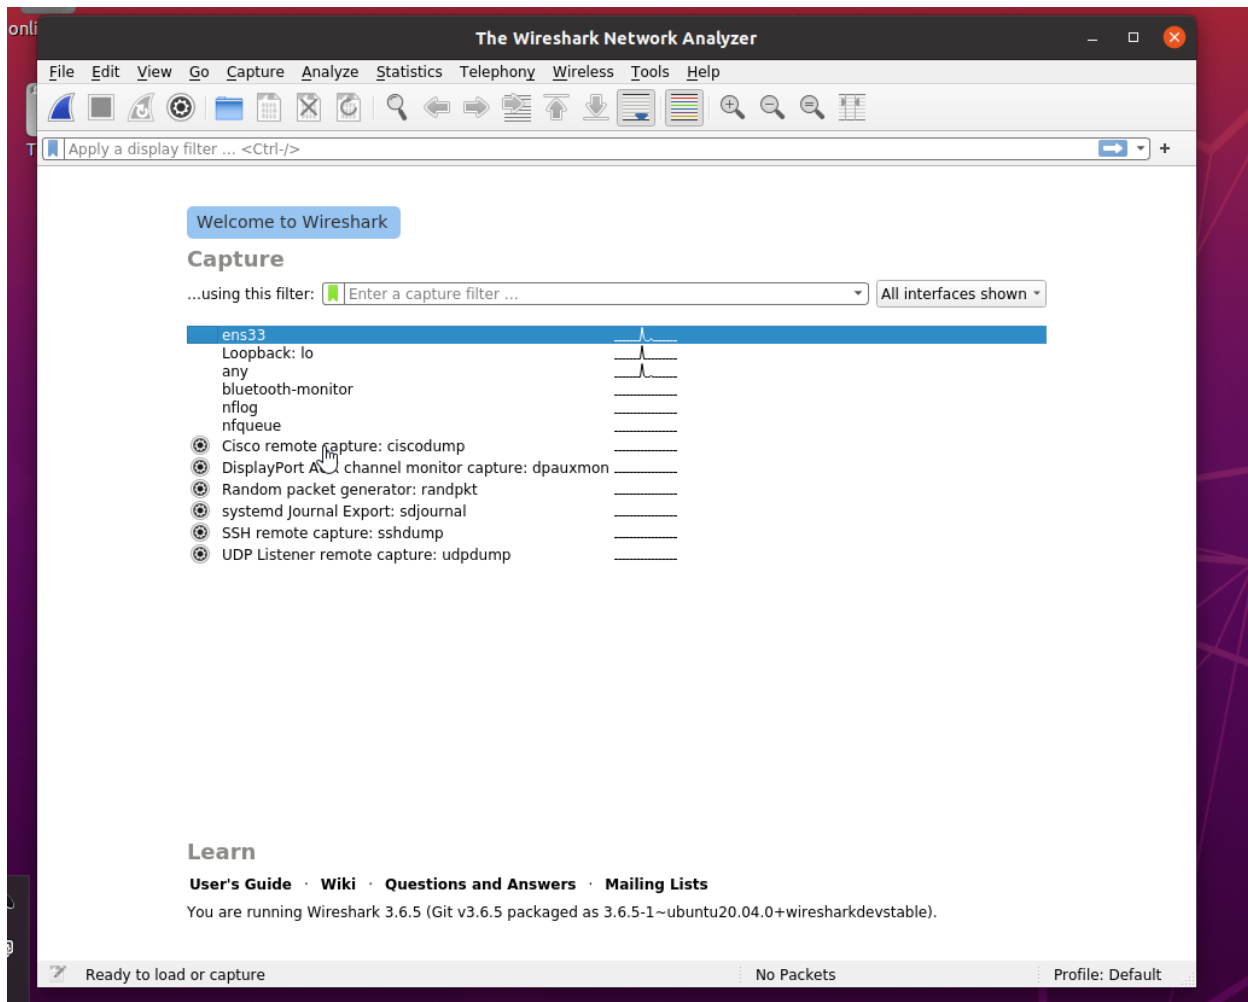 onli
The Wireshark Network Analyzer
File Edit View Go Capture Analyze Statistics Telephony Wireless Tools Help
T
Apply a display filter ... <Ctrl-/>
+
Welcome to Wireshark
Capture
...using this filter: Enter a capture filter ... All interfaces shown
ens33
Loopback: lo
any
bluetooth-monitor
nflog
nfqueue
Cisco remote capture: ciscodump
DisplayPort channel monitor capture: dpauxmon
Random packet generator: randpkt
systemd Journal Export: sdjournal
SSH remote capture: sshdump
UDP Listener remote capture: udpdump
Learn
User's Guide · Wiki · Questions and Answers · Mailing Lists
You are running Wireshark 3.6.5 (Git v3.6.5 packaged as 3.6.5-1~ubuntu20.04.0+wiresharkdevstable).
Ready to load or capture No Packets Profile: Default